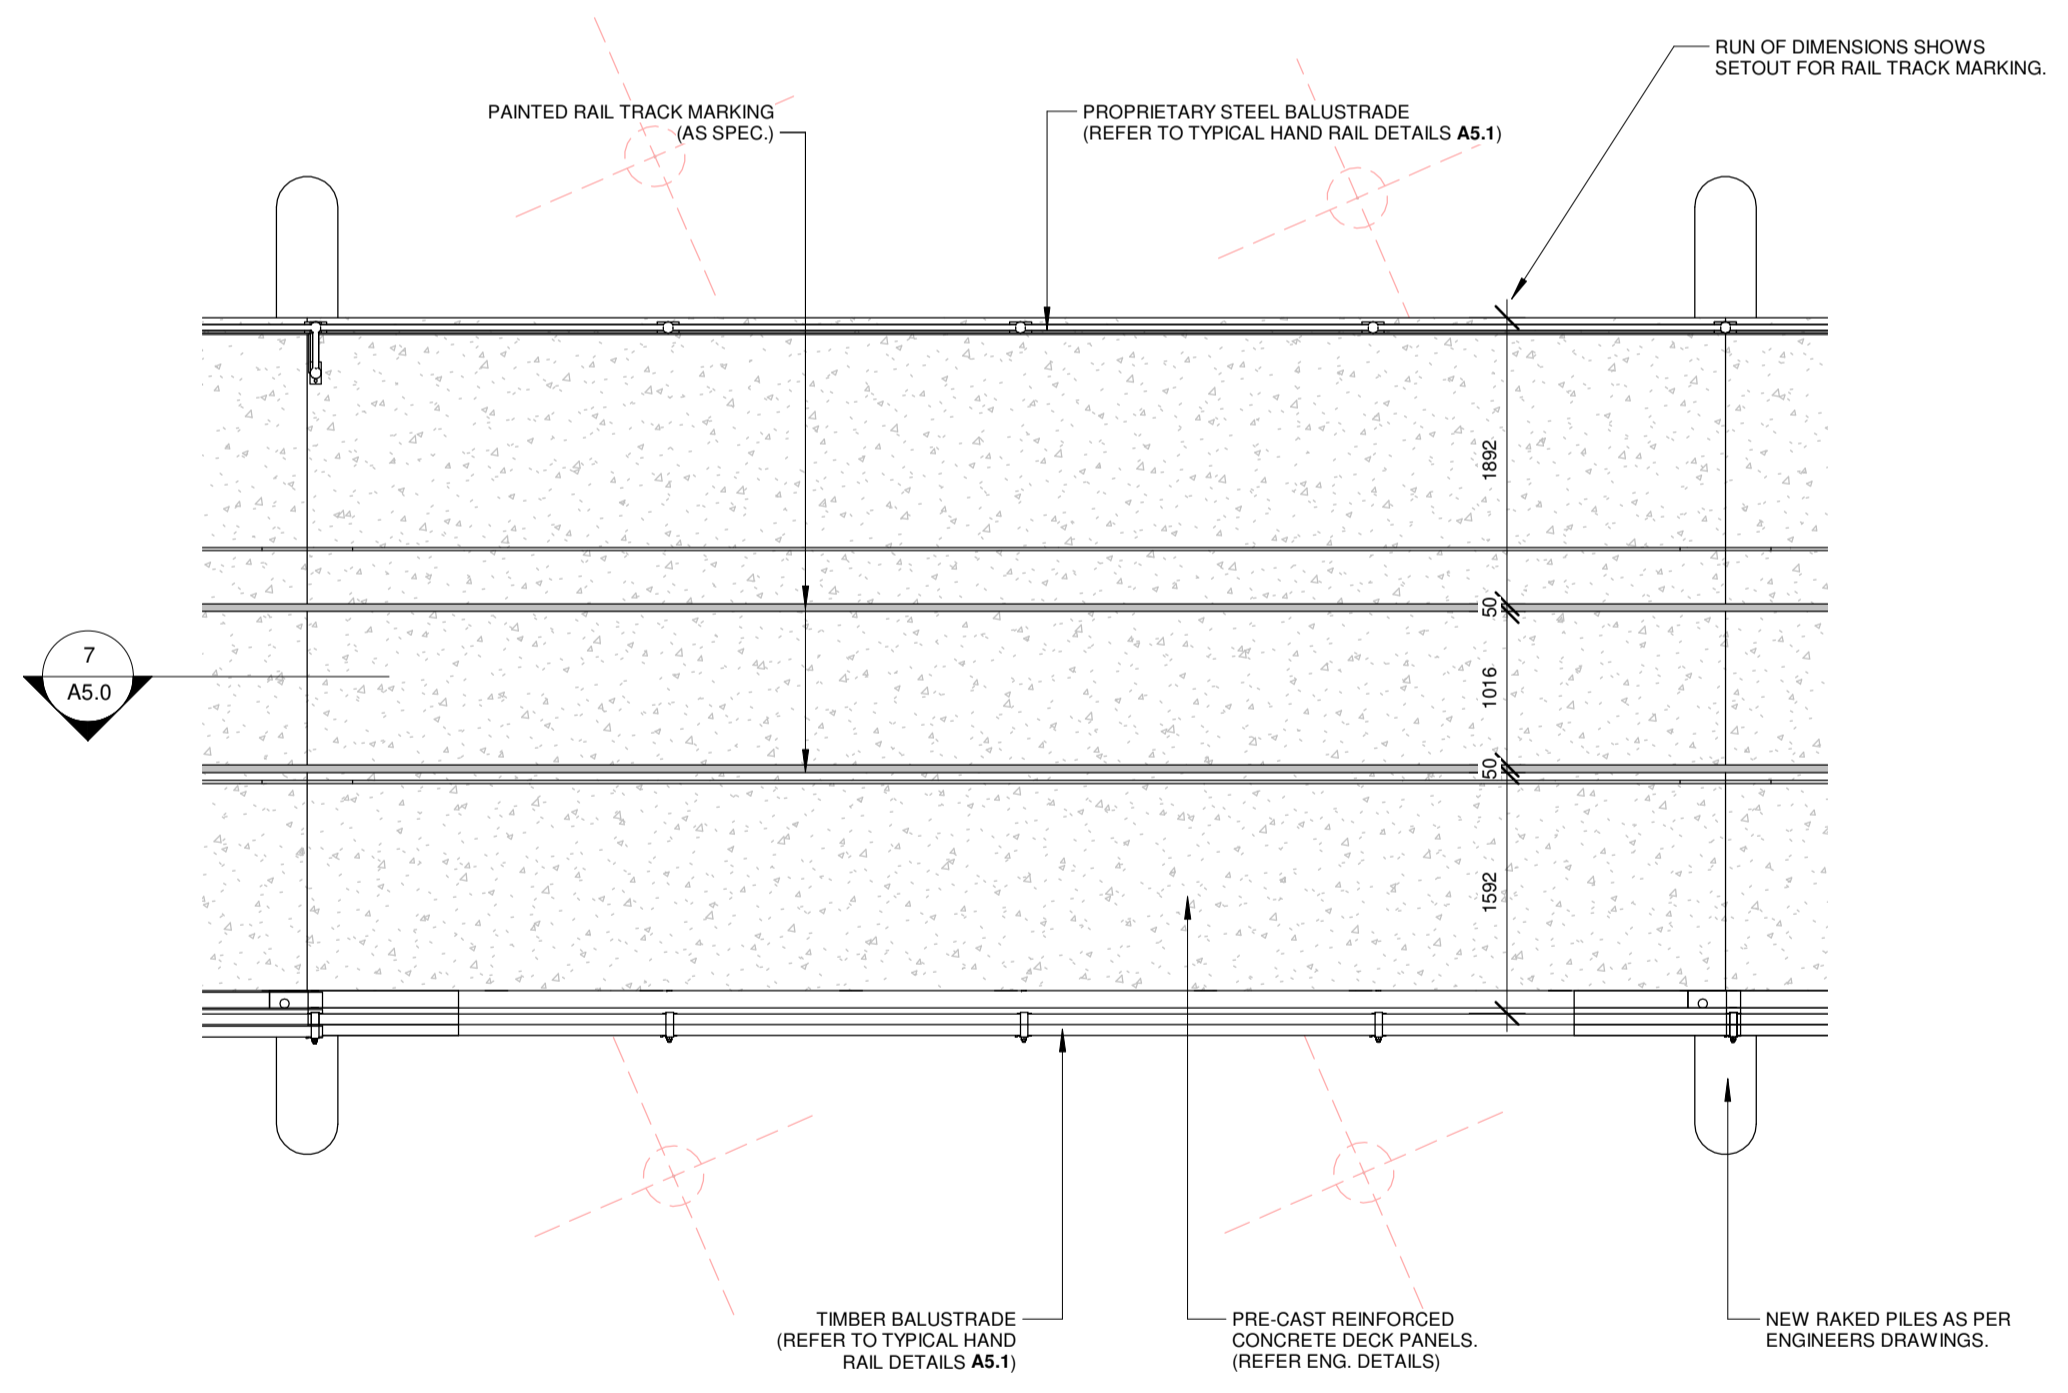 RUN OF DIMENSIONS SHOWS
SETOUT FOR RAIL TRACK MARKING.
PAINTED RAIL TRACK MARKING
(AS SPEC.)
PROPRIETARY STEEL BALUSTRADE
(REFER TO TYPICAL HAND RAIL DETAILS A5.1)
1892
50
1016
50
1592
7
A5.0
TIMBER BALUSTRADE
(REFER TO TYPICAL HAND
RAIL DETAILS A5.1)
PRE-CAST REINFORCED
CONCRETE DECK PANELS.
(REFER ENG. DETAILS)
NEW RAKED PILES AS PER
ENGINEERS DRAWINGS.